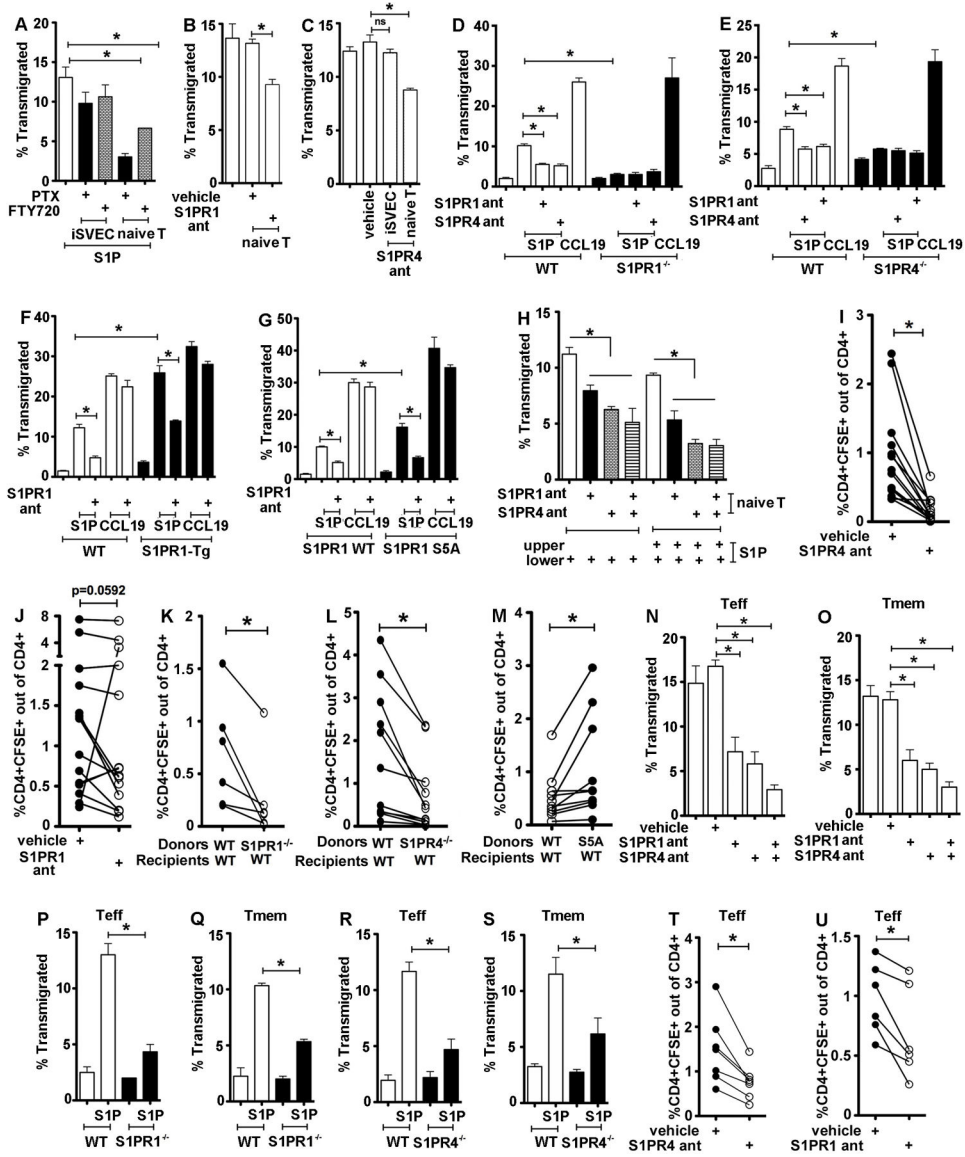 A
% Transmigrated
20
15
10
5
0
*
*
PTX + +
FTY720 + +
iSVEC naive T
S1P
B
% Transmigrated
15
10
5
0
*
vehicle +
S1PR1 ant +
naive T
C
% Transmigrated
15
10
5
0
*
ns
vehicle
iSVEC
naive T
S1PR4
ant
D
% Transmigrated
40
30
20
10
0
*
*
*
S1PR1 ant + +
S1PR4 ant + +
S1P CCL19 S1P CCL19
WT S1PR1-/-
E
% Transmigrated
25
20
15
10
5
0
*
*
*
S1PR1 ant + +
S1PR4 ant + +
S1P CCL19 S1P CCL19
WT S1PR4-/-
F
% Transmigrated
40
30
20
10
0
*
*
*
S1PR1 ant + + + +
S1P CCL19 S1P CCL19
WT S1PR1-Tg
G
% Transmigrated
50
40
30
20
10
0
*
*
*
S1PR1 ant + + + +
S1P CCL19 S1P CCL19
S1PR1 WT S1PR1 S5A
H
% Transmigrated
15
10
5
0
*
*
S1PR1 ant + + + +
S1PR4 ant + + + +
naive T
upper + + + +
lower + + + + + + + +
S1P
I
%CD4+CFSE+ out of CD4+
3
2
1
0
*
vehicle +
S1PR4 ant +
J
p=0.0592
%CD4+CFSE+ out of CD4+
8
6
4
2
2.0
1.5
1.0
0.5
0
vehicle +
S1PR1 ant +
K
%CD4+CFSE+ out of CD4+
2
1.5
1
0.5
0
*
Donors WT S1PR1-/-
Recipients WT WT
L
%CD4+CFSE+ out of CD4+
5
4
3
2
1
0
*
Donors WT S1PR4-/-
Recipients WT WT
M
%CD4+CFSE+ out of CD4+
4
3
2
1
0
*
Donors WT S5A
Recipients WT WT
N
Teff
% Transmigrated
20
15
10
5
0
*
*
*
vehicle +
S1PR1 ant + +
S1PR4 ant + +
O
Tmem
% Transmigrated
20
15
10
5
0
*
*
*
vehicle +
S1PR1 ant + +
S1PR4 ant + +
P
Teff
% Transmigrated
15
10
5
0
*
S1P S1P
WT S1PR1-/-
Q
Tmem
% Transmigrated
15
10
5
0
*
S1P S1P
WT S1PR1-/-
R
Teff
% Transmigrated
15
10
5
0
*
S1P S1P
WT S1PR4-/-
S
Tmem
% Transmigrated
15
10
5
0
*
S1P S1P
WT S1PR4-/-
T
Teff
%CD4+CFSE+ out of CD4+
4
3
2
1
0
*
vehicle +
S1PR4 ant +
U
Teff
%CD4+CFSE+ out of CD4+
1.5
1
0.5
0
*
vehicle +
S1PR1 ant +